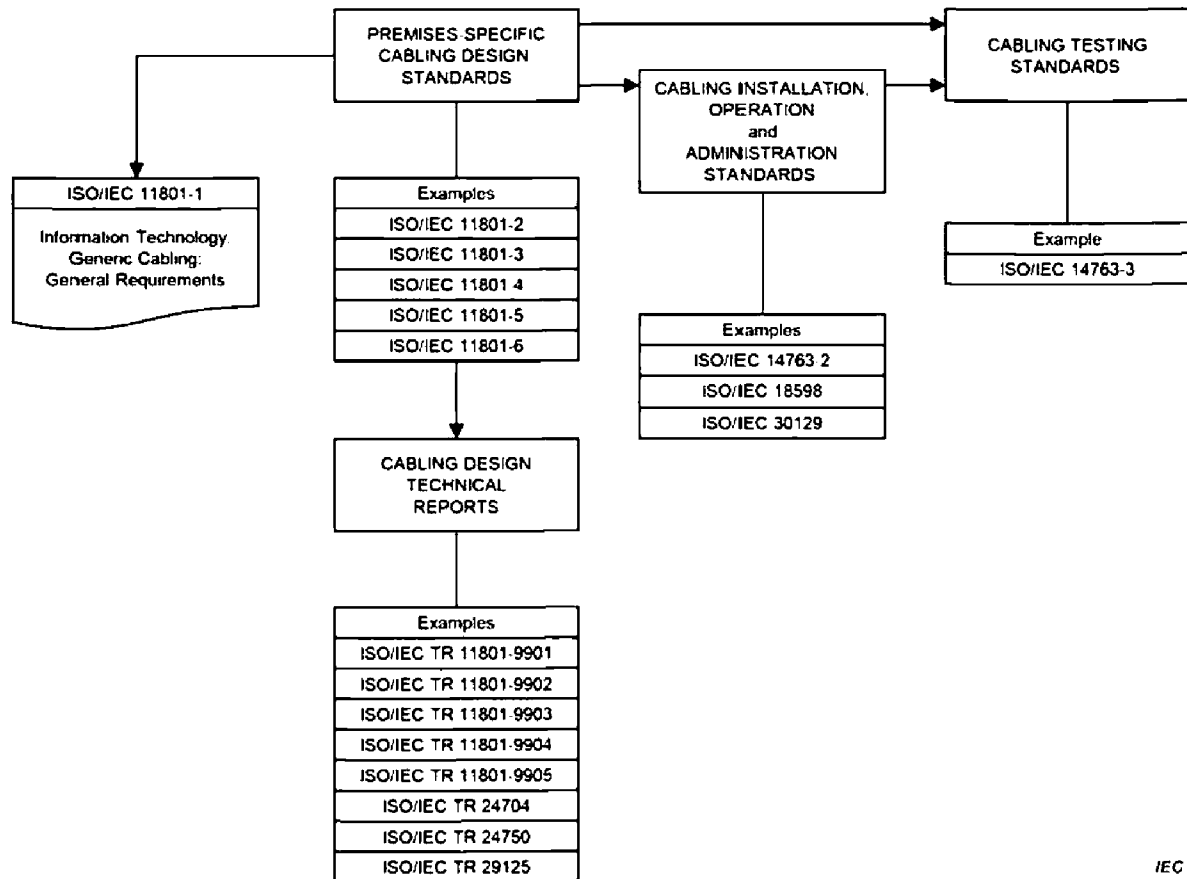 PREMISES-SPECIFIC
CABLING DESIGN
STANDARDS
CABLING TESTING
STANDARDS
CABLING INSTALLATION,
OPERATION
and
ADMINISTRATION
STANDARDS
ISO/IEC 11801-1
Information Technology.
Generic Cabling:
General Requirements
Examples
ISO/IEC 11801-2
ISO/IEC 11801-3
ISO/IEC 11801-4
ISO/IEC 11801-5
ISO/IEC 11801-6
Example
ISO/IEC 14763-3
Examples
ISO/IEC 14763-2
ISO/IEC 18598
ISO/IEC 30129
CABLING DESIGN
TECHNICAL
REPORTS
Examples
ISO/IEC TR 11801-9901
ISO/IEC TR 11801-9902
ISO/IEC TR 11801-9903
ISO/IEC TR 11801-9904
ISO/IEC TR 11801-9905
ISO/IEC TR 24704
ISO/IEC TR 24750
ISO/IEC TR 29125
IEC